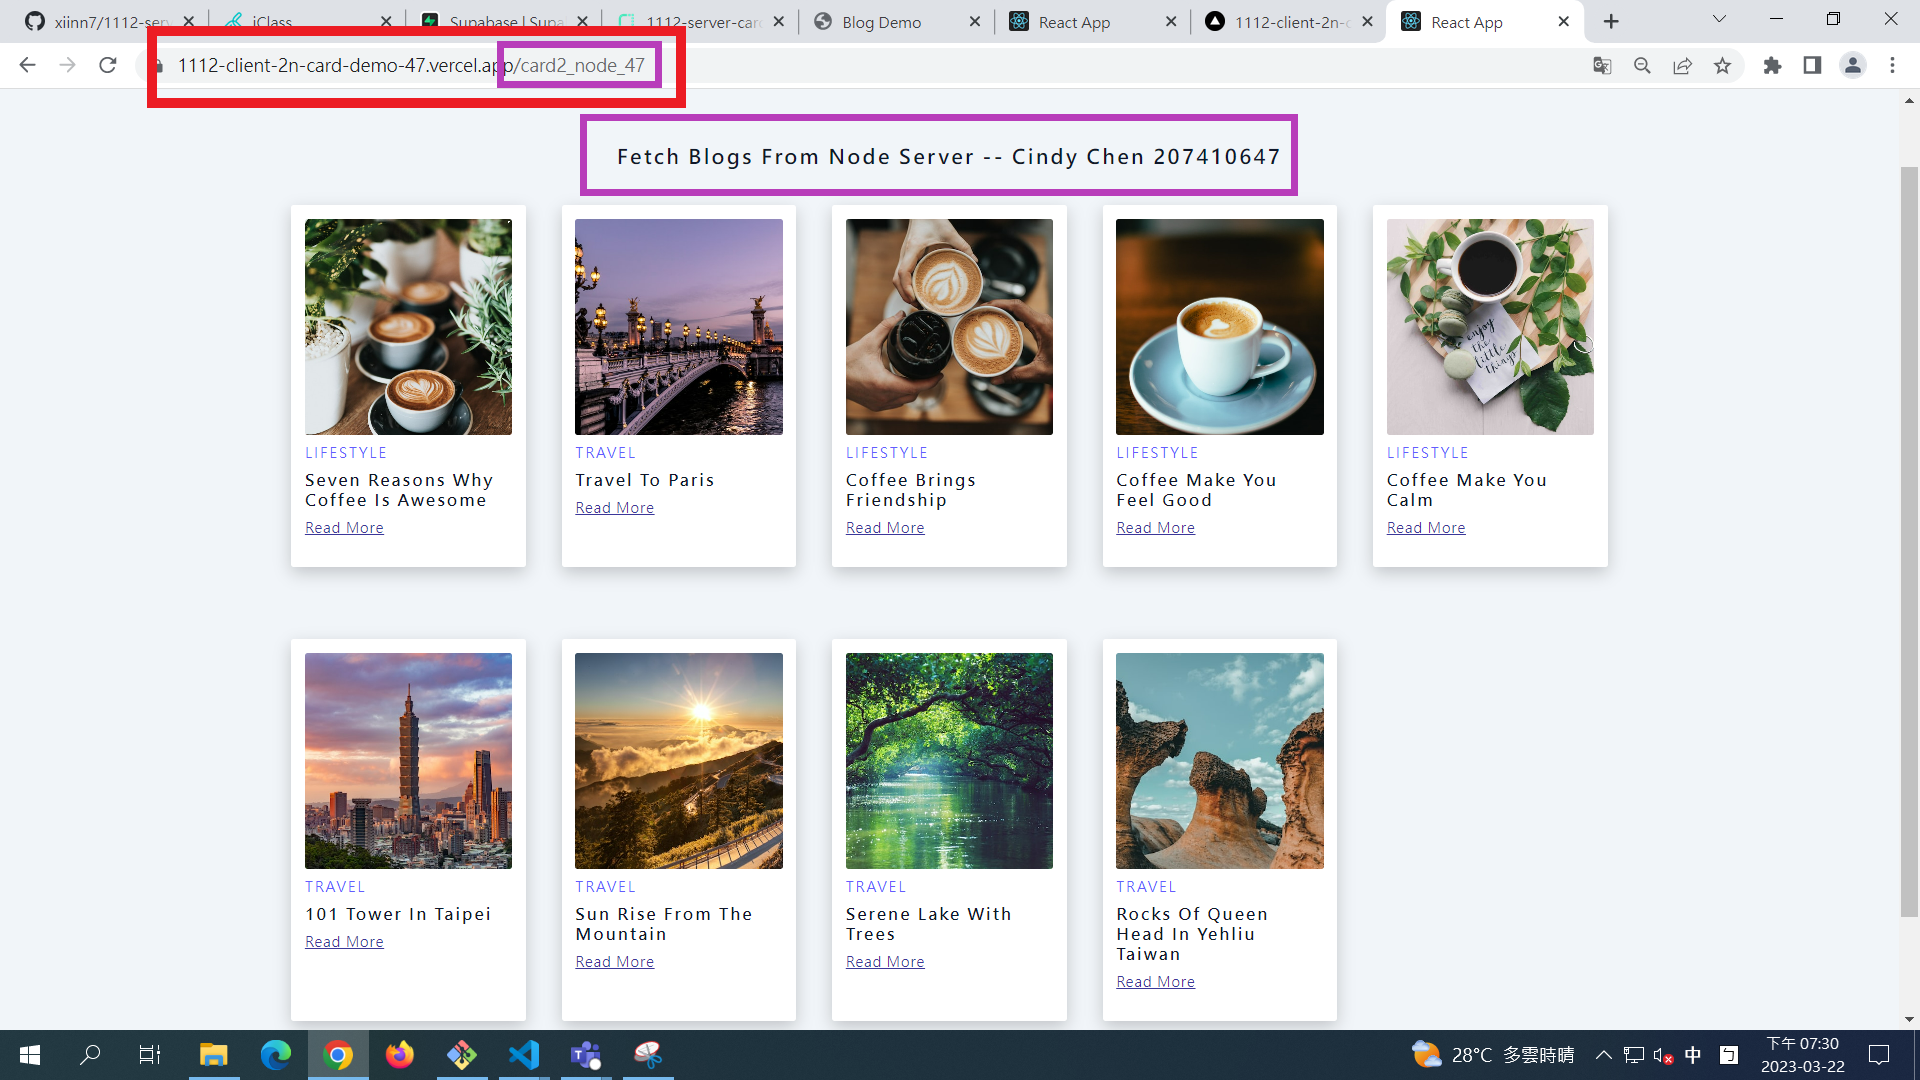 xiinn7/1112-serv
iClass
Supabase | Supa
1112-server-car
Blog Demo
React App
1112-client-2n-c
React App
1112-client-2n-card-demo-47.vercel.app/card2_node_47
Fetch Blogs From Node Server -- Cindy Chen 207410647
LIFESTYLE
Seven Reasons Why
Coffee Is Awesome
Read More
TRAVEL
Travel To Paris
Read More
LIFESTYLE
Coffee Brings
Friendship
Read More
LIFESTYLE
Coffee Make You
Feel Good
Read More
enjoy
the
little
things
LIFESTYLE
Coffee Make You
Calm
Read More
TRAVEL
101 Tower In Taipei
Read More
TRAVEL
Sun Rise From The
Mountain
Read More
TRAVEL
Serene Lake With
Trees
Read More
TRAVEL
Rocks Of Queen
Head In Yehliu
Taiwan
Read More
28°C 多雲時晴
中
ㄅ
下午 07:30
2023-03-22